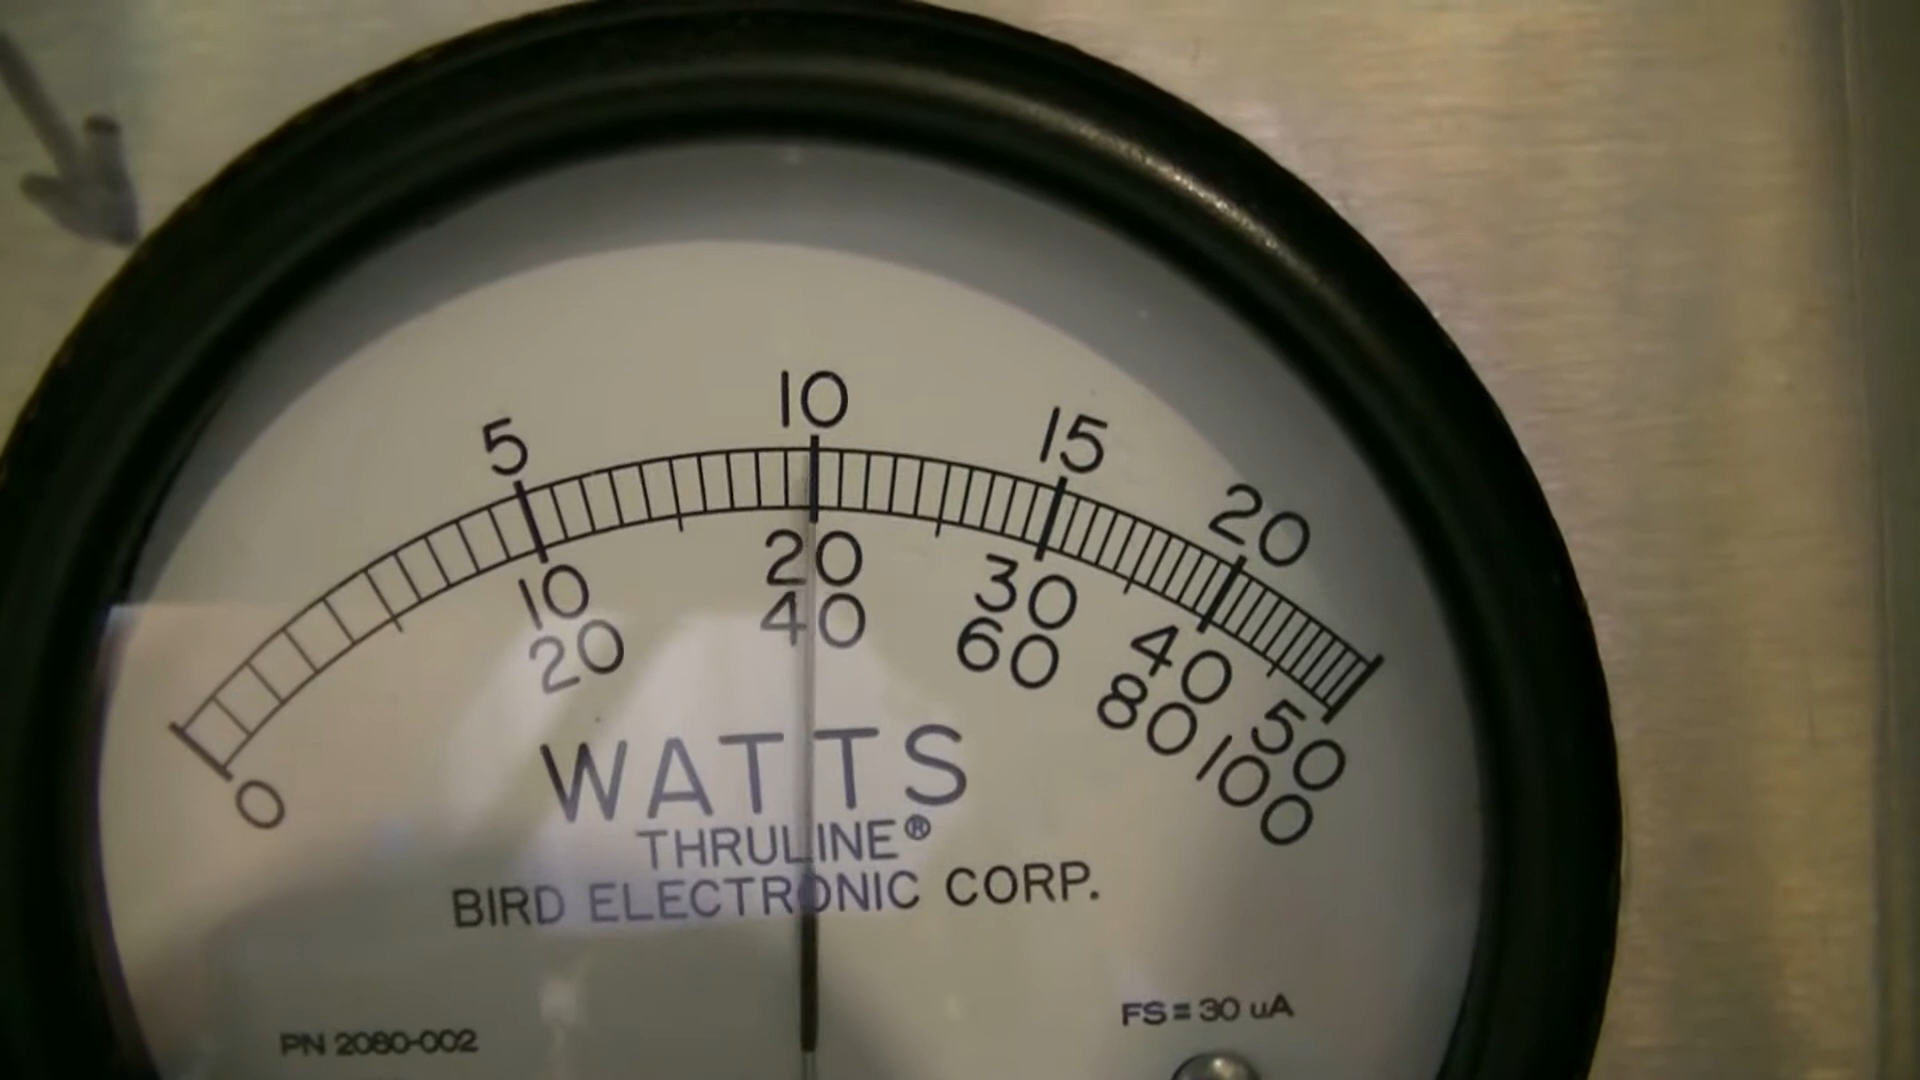 5 10 15 20
0 10 20 30 40 50
20 40 60 80 100
WATTS
THRULINE®
BIRD ELECTRONIC CORP.
PN 2080-002 FS = 30 uA